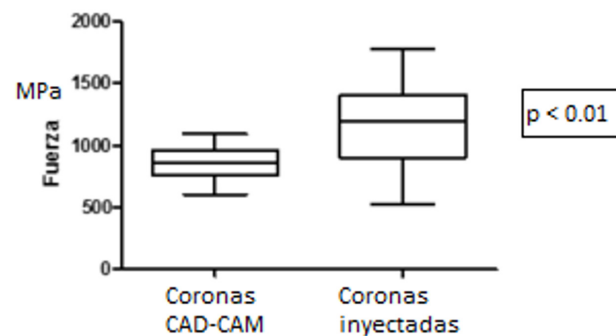 2000
1500
MPa
1000
Fuerza
500
0
p < 0.01
Coronas
CAD-CAM
Coronas
inyectadas